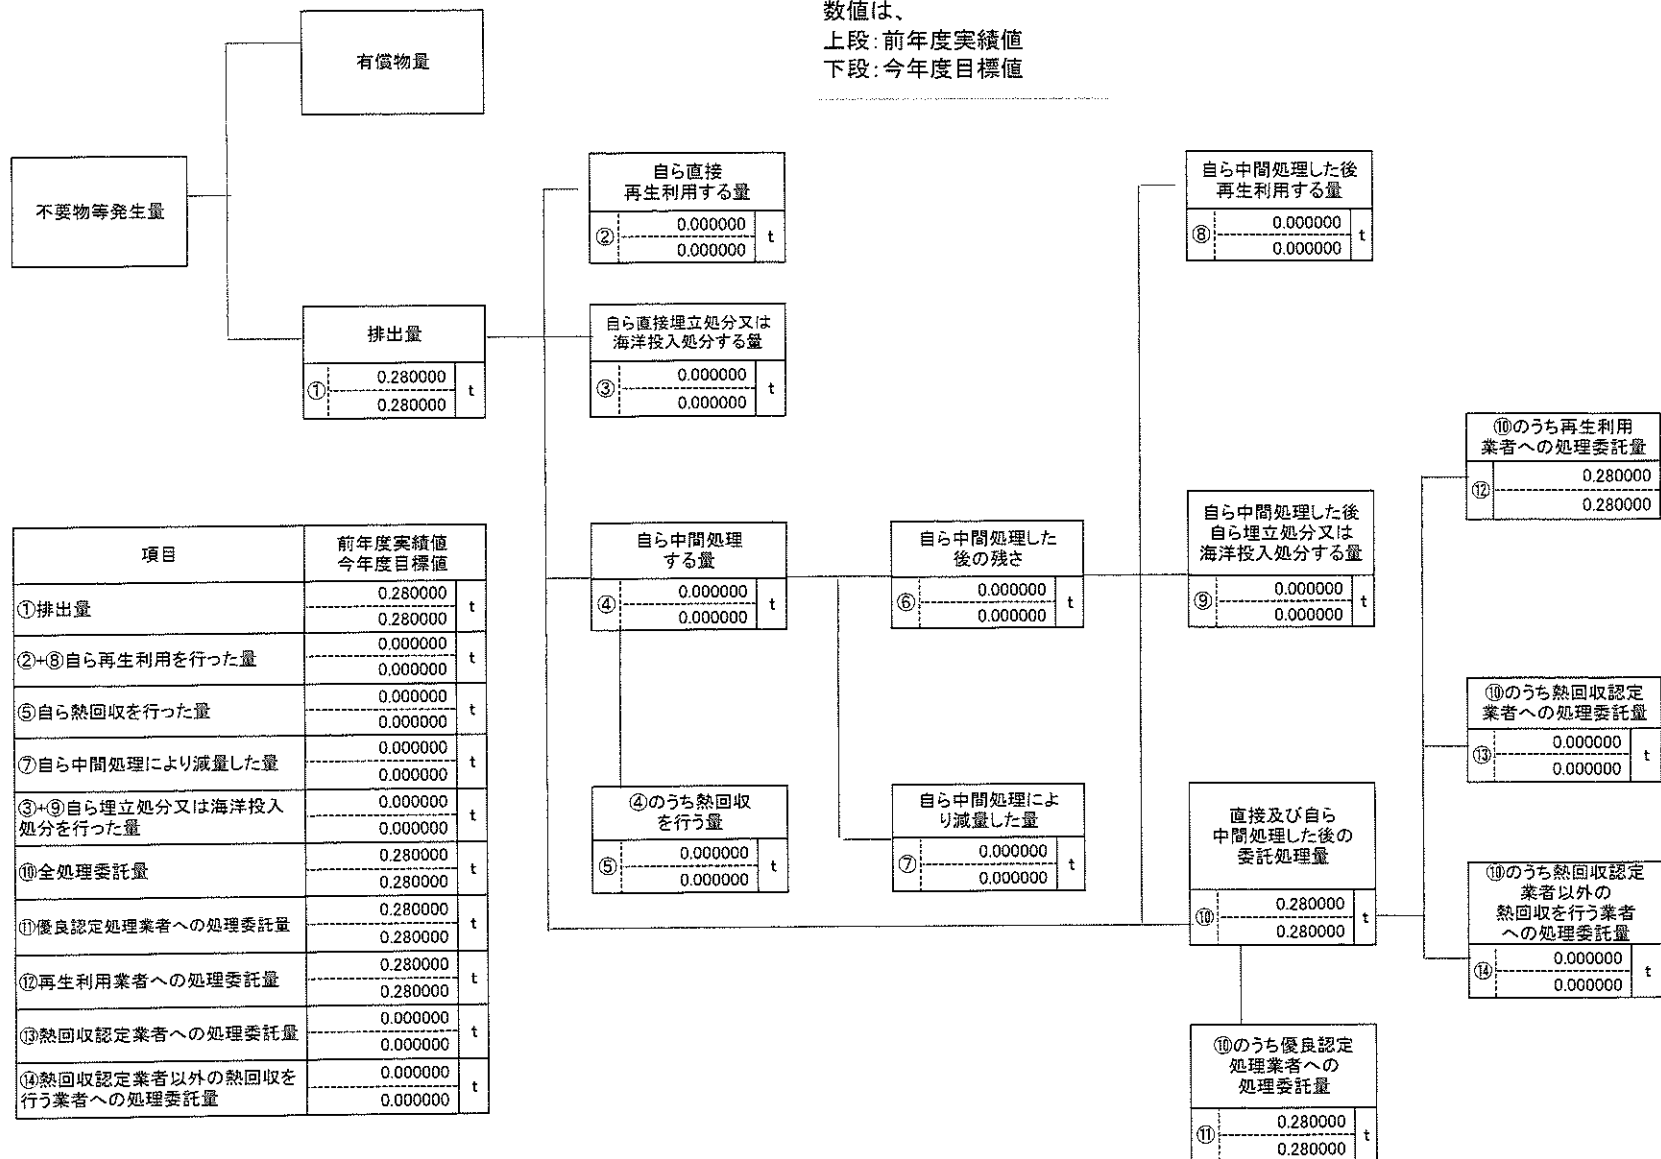 数値は、
上段:前年度実績値
下段:今年度目標値
有償物量
不要物等発生量
排出量
①
0.280000
0.280000
t
自ら直接
再生利用する量
②
0.000000
0.000000
t
自ら直接埋立処分又は
海洋投入処分する量
③
0.000000
0.000000
t
自ら中間処理
する量
④
0.000000
0.000000
t
④のうち熱回収
を行う量
⑤
0.000000
0.000000
t
自ら中間処理した
後の残さ
⑥
0.000000
0.000000
t
自ら中間処理によ
り減量した量
⑦
0.000000
0.000000
t
自ら中間処理した後
再生利用する量
⑧
0.000000
0.000000
t
自ら中間処理した後
自ら埋立処分又は
海洋投入処分する量
⑨
0.000000
0.000000
t
直接及び自ら
中間処理した後の
委託処理量
⑩
0.280000
0.280000
t
⑩のうち優良認定
処理業者への
処理委託量
⑪
0.280000
0.280000
t
⑩のうち再生利用
業者への処理委託量
⑫
0.280000
0.280000
⑩のうち熱回収認定
業者への処理委託量
⑬
0.000000
0.000000
t
⑩のうち熱回収認定
業者以外の
熱回収を行う業者
への処理委託量
⑭
0.000000
0.000000
t
項目
前年度実績値
今年度目標値
①排出量
0.280000
0.280000
t
②+⑧自ら再生利用を行った量
0.000000
0.000000
t
⑤自ら熱回収を行った量
0.000000
0.000000
t
⑦自ら中間処理により減量した量
0.000000
0.000000
t
③+⑨自ら埋立処分又は海洋投入
処分を行った量
0.000000
0.000000
t
⑩全処理委託量
0.280000
0.280000
t
⑪優良認定処理業者への処理委託量
0.280000
0.280000
t
⑫再生利用業者への処理委託量
0.280000
0.280000
t
⑬熱回収認定業者への処理委託量
0.000000
0.000000
t
⑭熱回収認定業者以外の熱回収を
行う業者への処理委託量
0.000000
0.000000
t